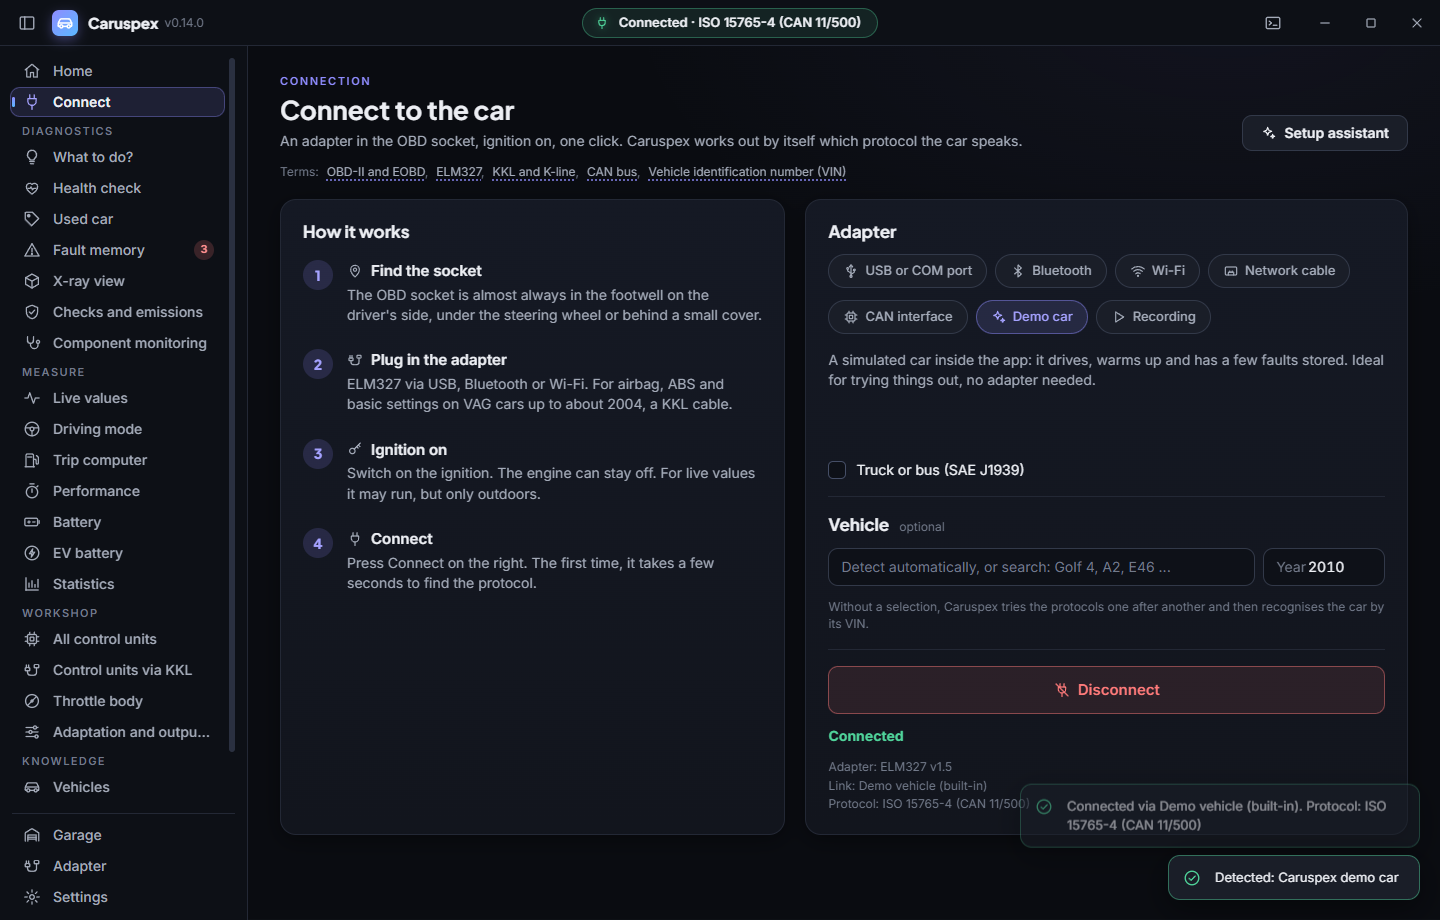 Caruspex v0.14.0
Connected · ISO 15765-4 (CAN 11/500)
Home
Connect
DIAGNOSTICS
What to do?
Health check
Used car
Fault memory 3
X-ray view
Checks and emissions
Component monitoring
MEASURE
Live values
Driving mode
Trip computer
Performance
Battery
EV battery
Statistics
WORKSHOP
All control units
Control units via KKL
Throttle body
Adaptation and outpu...
KNOWLEDGE
Vehicles
Garage
Adapter
Settings
CONNECTION
Connect to the car
An adapter in the OBD socket, ignition on, one click. Caruspex works out by itself which protocol the car speaks.
Setup assistant
Terms: OBD-II and EOBD, ELM327, KKL and K-line, CAN bus, Vehicle identification number (VIN)
How it works
1 Find the socket
The OBD socket is almost always in the footwell on the
driver's side, under the steering wheel or behind a small cover.
2 Plug in the adapter
ELM327 via USB, Bluetooth or Wi-Fi. For airbag, ABS and
basic settings on VAG cars up to about 2004, a KKL cable.
3 Ignition on
Switch on the ignition. The engine can stay off. For live values
it may run, but only outdoors.
4 Connect
Press Connect on the right. The first time, it takes a few
seconds to find the protocol.
Adapter
USB or COM port Bluetooth Wi-Fi Network cable
CAN interface Demo car Recording
A simulated car inside the app: it drives, warms up and has a few faults stored. Ideal
for trying things out, no adapter needed.
Truck or bus (SAE J1939)
Vehicle optional
Detect automatically, or search: Golf 4, A2, E46 ... Year 2010
Without a selection, Caruspex tries the protocols one after another and then recognises the car by
its VIN.
Disconnect
Connected
Adapter: ELM327 v1.5
Link: Demo vehicle (built-in)
Protocol: ISO 15765-4 (CAN 11/500)
Connected via Demo vehicle (built-in). Protocol: ISO
15765-4 (CAN 11/500)
Detected: Caruspex demo car